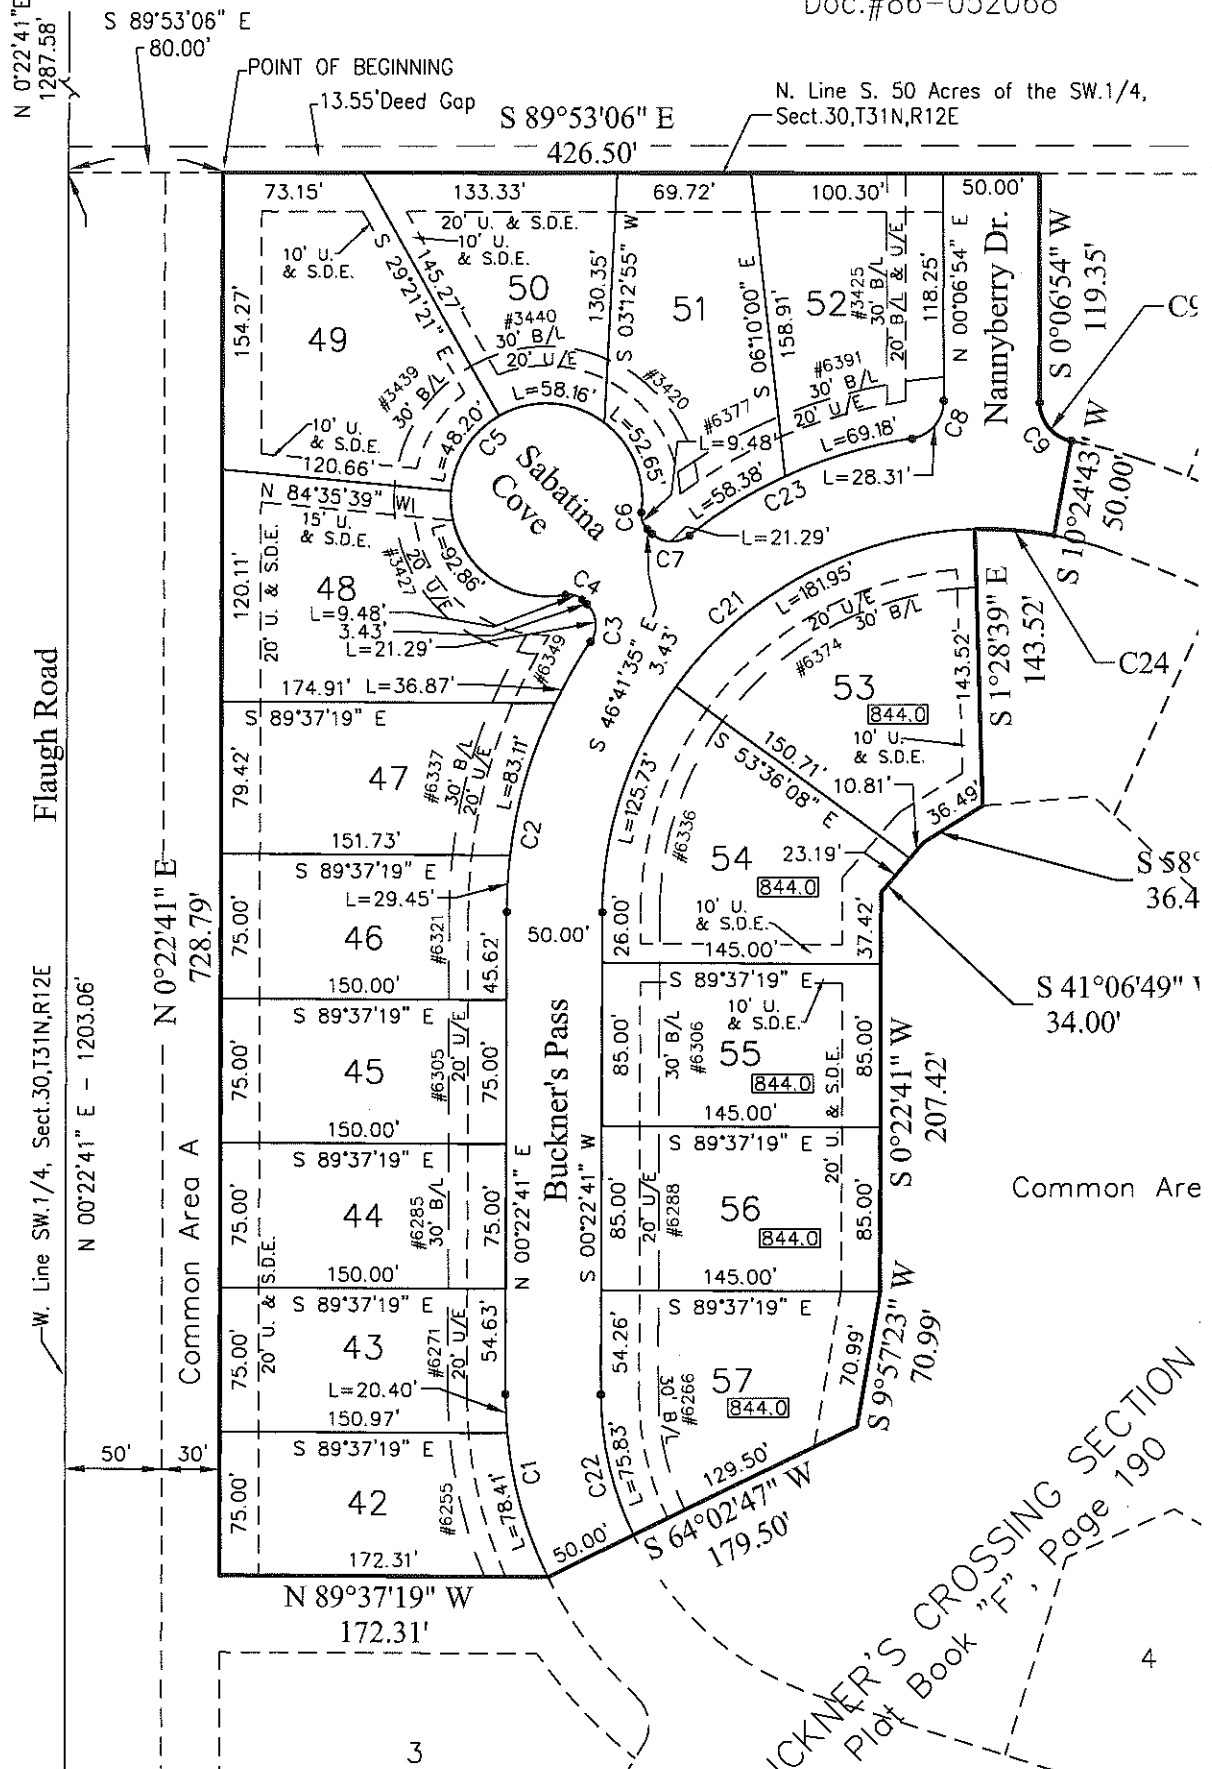 Doc.#86-052068
N 0°22'41"E
1287.58'
S 89°53'06" E
80.00'
POINT OF BEGINNING
13.55'Deed Gap
S 89°53'06" E
426.50'
N. Line S. 50 Acres of the SW.1/4,
Sect.30,T31N,R12E
73.15'
133.33'
69.72'
100.30'
50.00'
20' U. & S.D.E.
10' U.
& S.D.E.
10' U.
& S.D.E.
S 29°21'21" E
145.27'
130.35'
S 03°12'55" W
S 06°10'00" E
158.91'
154.27'
49
50
51
52
#3440
30' B/L
20' U/E
#3425
30' B/L
20' B/L & U/E
118.25'
N 00°06'54" E
Nannyberry Dr.
S 0°06'54" W
119.35'
C9
#3439
30' B/L
#3420
#6391
30' B/L
20' U/E
#6377
L=58.16'
L=48.20'
C5
L=52.65'
L=9.48'
L=69.18'
C8
C9
10' U.
& S.D.E.
120.66'
Sabatina
Cove
L=58.38'
C23
L=28.31'
S 10°24'43" W
50.00'
N 84°35'39" W
15' U.
& S.D.E.
C6
C7
L=21.29'
120.11'
20' U. & S.D.E.
48
20' U/E
#3427
L=92.86'
C4
L=9.48'
3.43'
L=21.29'
C3
#6349
S 46°41'35" E
3.43'
C21
L=181.95'
20' U/E
30' B/L
#6374
53
844.0
143.52'
S 1°28'39" E
143.52'
C24
174.91'
L=36.87'
S 89°37'19" E
Flaugh Road
79.42'
47
#6337
30' B/L
20' U/E
L=83.11'
C2
L=125.73'
S 53°36'08" E
150.71'
10' U.
& S.D.E.
10.81'
36.49'
#6336
54
844.0
23.19'
S 58°
36.4
151.73'
S 89°37'19" E
L=29.45'
N 0°22'41" E
728.79'
75.00'
46
#6321
45.62'
50.00'
26.00'
10' U.
& S.D.E.
145.00'
37.42'
150.00'
S 89°37'19" E
S 89°37'19" E
S 41°06'49"
34.00'
W. Line SW.1/4, Sect.30,T31N,R12E
N 00°22'41" E - 1203.06'
75.00'
45
#6305
20' U/E
75.00'
Buckner's Pass
85.00'
30' B/L
#6306
10' U.
& S.D.E.
55
844.0
20' U. & S.D.E.
85.00'
S 0°22'41" W
207.42'
150.00'
145.00'
S 89°37'19" E
S 89°37'19" E
Common Area A
75.00'
44
#6285
30' B/L
75.00'
N 00°22'41" E
S 00°22'41" W
85.00'
20' U/E
#6288
56
844.0
85.00'
Common Are
150.00'
145.00'
S 89°37'19" E
S 89°37'19" E
20' U. & S.D.E.
75.00'
43
#6271
20' U/E
54.63'
54.26'
30' B/L
#6266
57
844.0
70.99'
S 9°57'23" W
70.99'
L=20.40'
150.97'
S 89°37'19" E
50'
30'
75.00'
42
#6255
L=78.41'
C1
C22
L=75.83'
129.50'
172.31'
50.00'
S 64°02'47" W
179.50'
N 89°37'19" W
172.31'
UCKNER'S CROSSING SECTION
Plat Book "F", Page 190
3
4